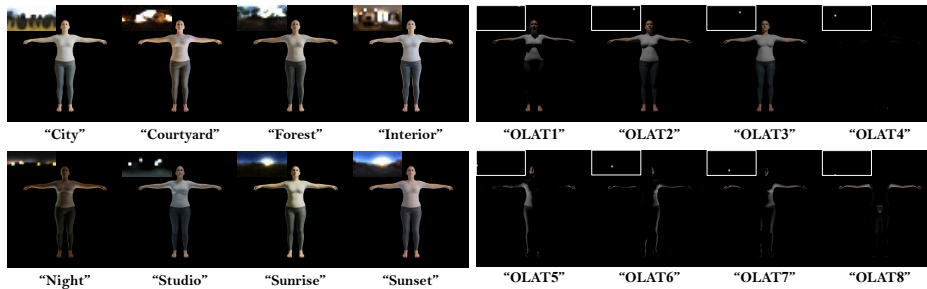 “City” “Courtyard” “Forest” “Interior” “OLAT1” “OLAT2” “OLAT3” “OLAT4”
“Night” “Studio” “Sunrise” “Sunset” “OLAT5” “OLAT6” “OLAT7” “OLAT8”